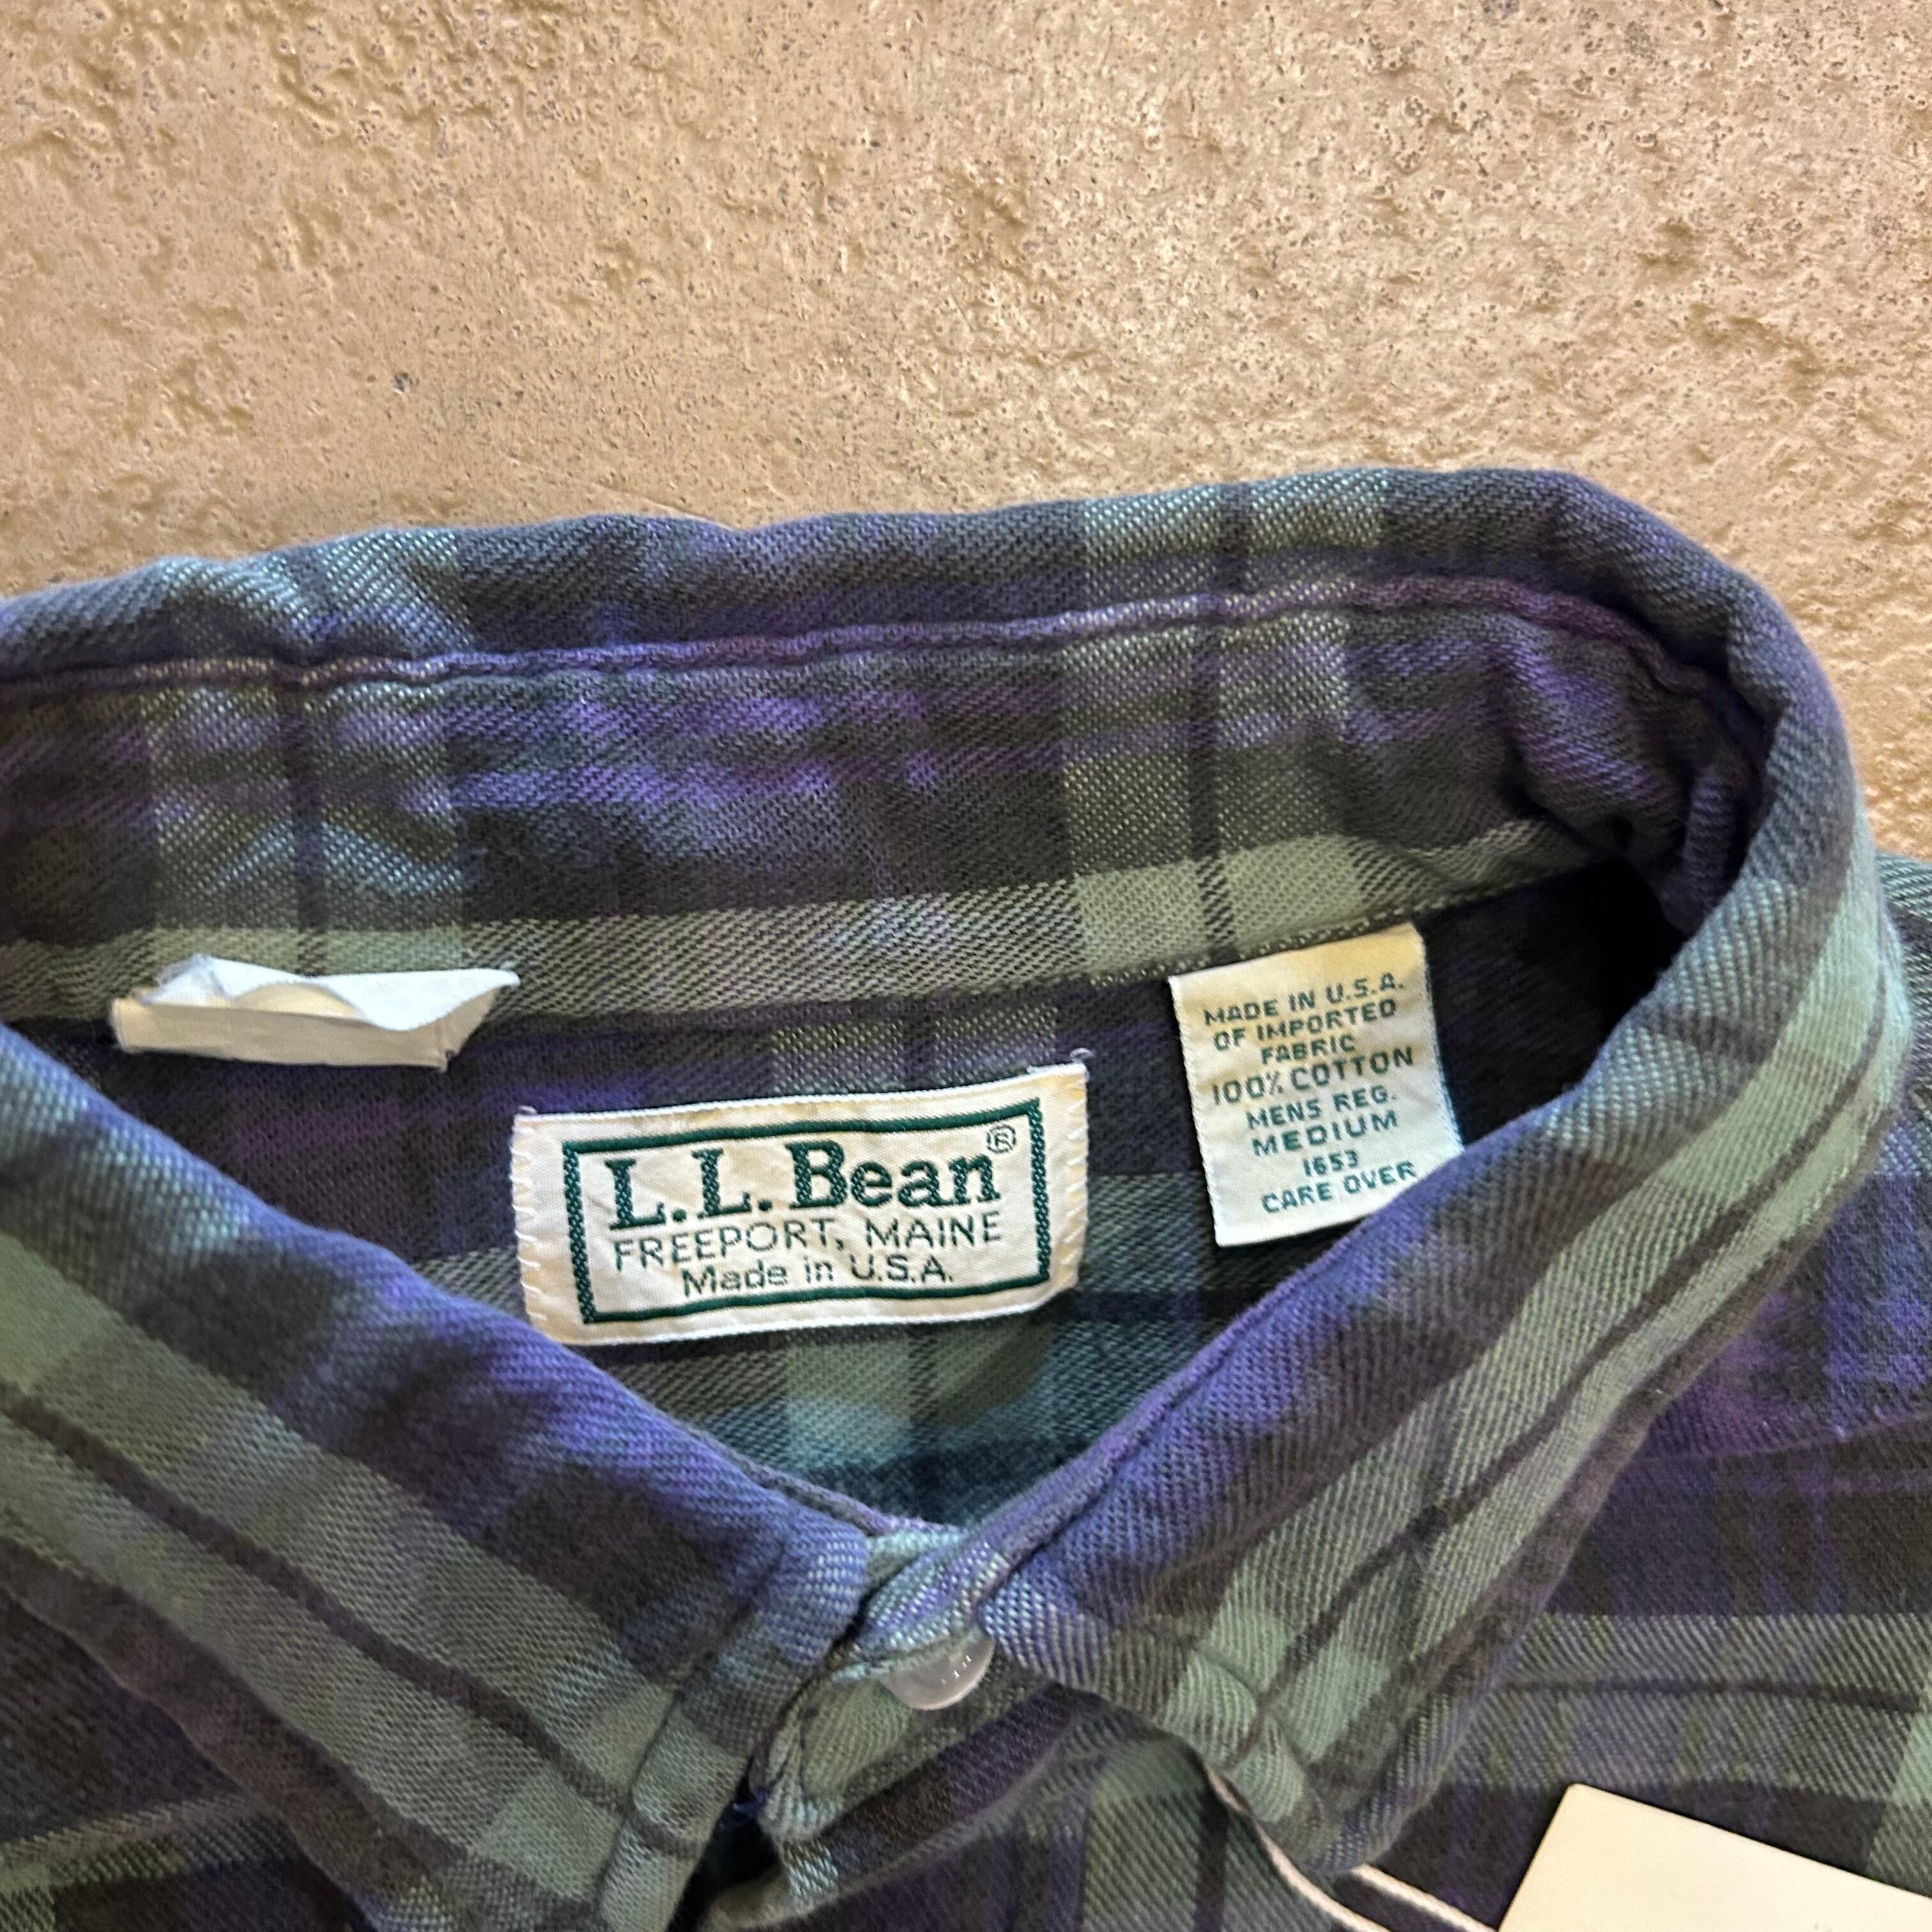 L.L.Bean®
FREEPORT, MAINE
Made in U.S.A.
MADE IN U.S.A.
OF IMPORTED
FABRIC
100% COTTON
MENS REG.
MEDIUM
1653
CARE OVER